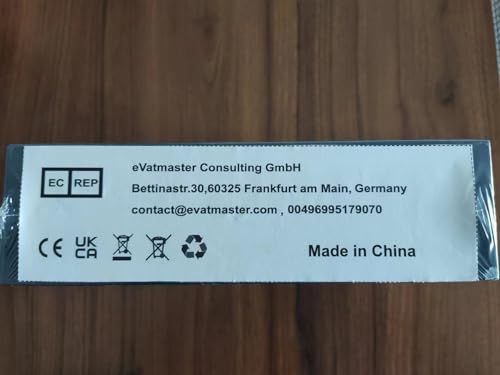 EC REP
eVatmaster Consulting GmbH
Bettinastr.30,60325 Frankfurt am Main, Germany
contact@evatmaster.com , 00496995179070
CE UK CA
Made in China